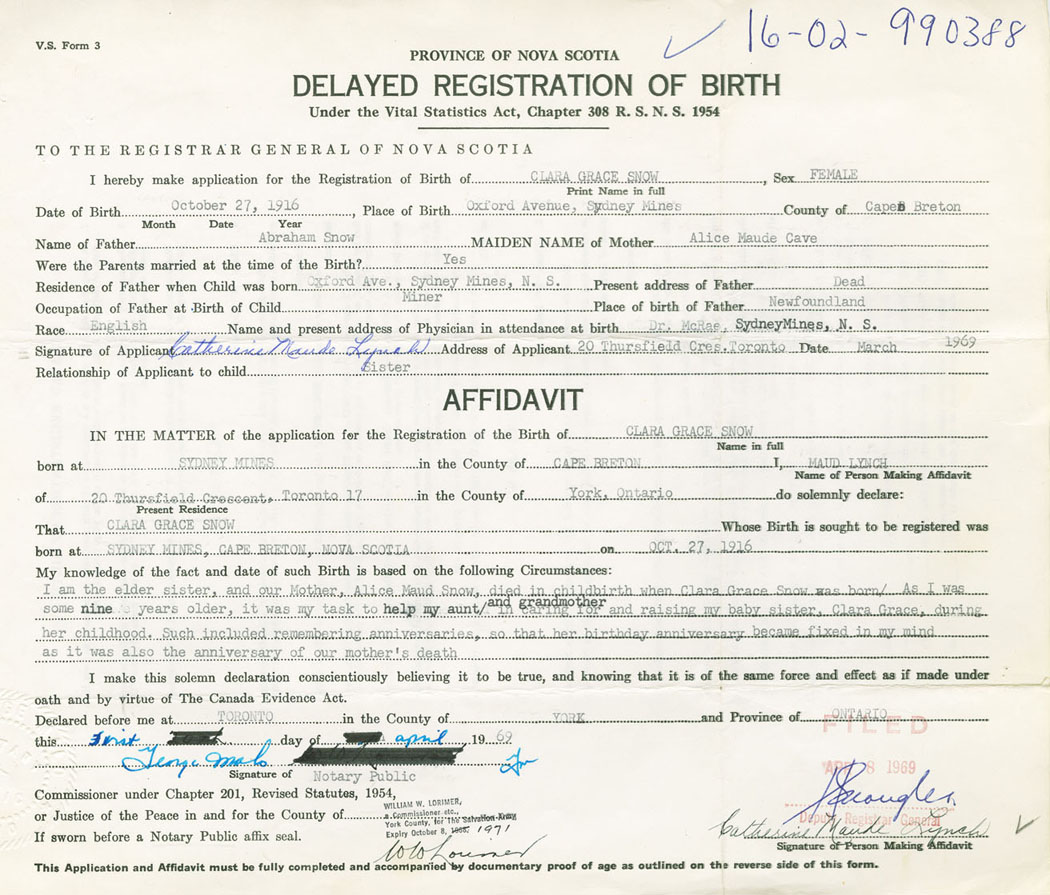 V.S. Form 3
16-02-990388
PROVINCE OF NOVA SCOTIA
DELAYED REGISTRATION OF BIRTH
Under the Vital Statistics Act, Chapter 308 R. S. N. S. 1954
TO THE REGISTRAR GENERAL OF NOVA SCOTIA
I hereby make application for the Registration of Birth of CLARA GRACE SNOW, Sex FEMALE
Print Name in full
Date of Birth October 27, 1916, Place of Birth Oxford Avenue, Sydney Mines County of Cape Breton
Month Date Year
Name of Father Abraham Snow MAIDEN NAME of Mother Alice Maude Cave
Were the Parents married at the time of the Birth? Yes
Residence of Father when Child was born Oxford Ave., Sydney Mines, N. S. Present address of Father Dead
Occupation of Father at Birth of Child Miner Place of birth of Father Newfoundland
Race English Name and present address of Physician in attendance at birth Dr. McRae, SydneyMines, N. S.
Signature of Applicant Catherine Maude Lynch Address of Applicant 20 Thursfield Cres.Toronto Date March 1969
Relationship of Applicant to child Sister
AFFIDAVIT
IN THE MATTER of the application for the Registration of the Birth of CLARA GRACE SNOW
Name in full
born at SYDNEY MINES in the County of CAPE BRETON I, MAUD LYNCH
Name of Person Making Affidavit
of 20 Thursfield Crescent, Toronto 17 in the County of York, Ontario do solemnly declare:
Present Residence
That CLARA GRACE SNOW Whose Birth is sought to be registered was
born at SYDNEY MINES, CAPE BRETON, NOVA SCOTIA on OCT. 27, 1916
My knowledge of the fact and date of such Birth is based on the following Circumstances:
I am the elder sister, and our Mother, Alice Maud Snow, died in childbirth when Clara Grace Snow was born/ As I was
some nine years older, it was my task to help my aunt/ and grandmother in caring for and raising my baby sister, Clara Grace, during
her childhood. Such included remembering anniversaries, so that her birthday anniversary became fixed in my mind
as it was also the anniversary of our mother's death
I make this solemn declaration conscientiously believing it to be true, and knowing that it is of the same force and effect as if made under
oath and by virtue of The Canada Evidence Act.
Declared before me at TORONTO in the County of YORK and Province of ONTARIO
FILED
this First day of april 1969
APR 8 1969
Signature of Notary Public
Commissioner under Chapter 201, Revised Statutes, 1954,
or Justice of the Peace in and for the County of
WILLIAM W. LORIMER,
a Commissioner etc.,
York County, for The Salvation Army
Expiry October 8, 1971
Deputy Registrar General
If sworn before a Notary Public affix seal.
W W Lorimer
Catherine Maude Lynch
Signature of Person Making Affidavit
This Application and Affidavit must be fully completed and accompanied by documentary proof of age as outlined on the reverse side of this form.